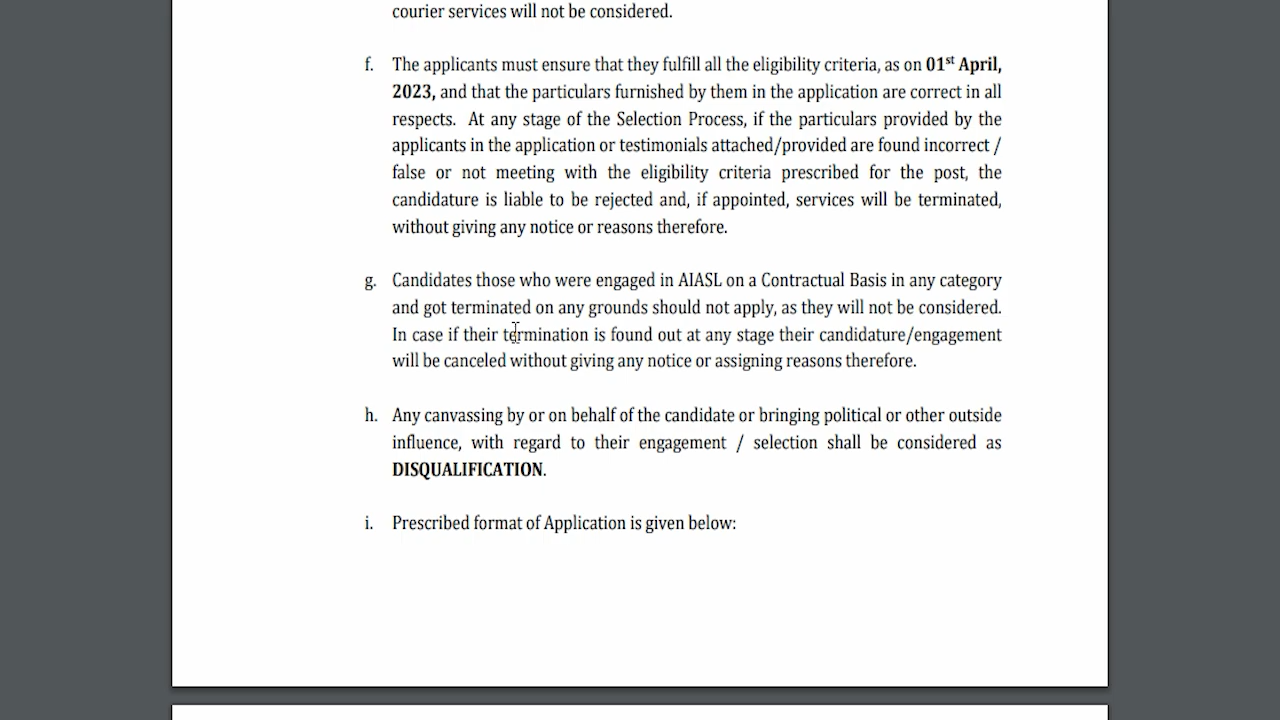 courier services will not be considered.
f. The applicants must ensure that they fulfill all the eligibility criteria, as on 01st April,
2023, and that the particulars furnished by them in the application are correct in all
respects. At any stage of the Selection Process, if the particulars provided by the
applicants in the application or testimonials attached/provided are found incorrect /
false or not meeting with the eligibility criteria prescribed for the post, the
candidature is liable to be rejected and, if appointed, services will be terminated,
without giving any notice or reasons therefore.
g. Candidates those who were engaged in AIASL on a Contractual Basis in any category
and got terminated on any grounds should not apply, as they will not be considered.
In case if their termination is found out at any stage their candidature/engagement
will be canceled without giving any notice or assigning reasons therefore.
h. Any canvassing by or on behalf of the candidate or bringing political or other outside
influence, with regard to their engagement / selection shall be considered as
DISQUALIFICATION.
i. Prescribed format of Application is given below: